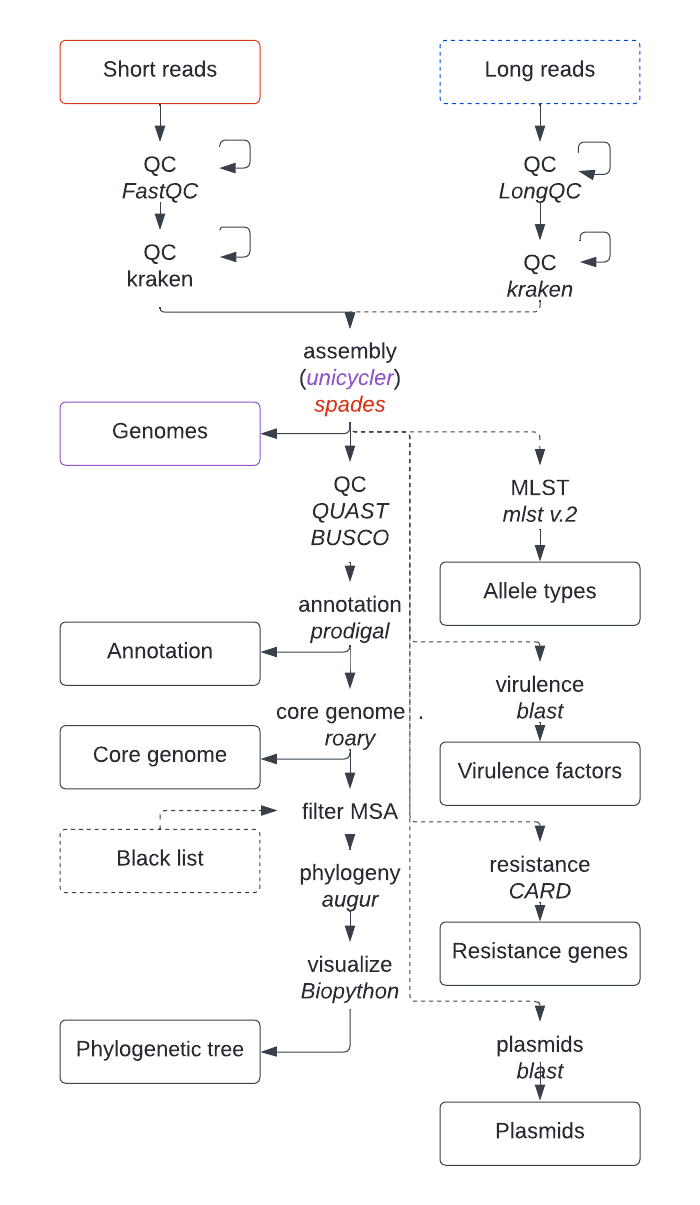 Short reads
Long reads
QC
FastQC
QC
LongQC
QC
kraken
QC
kraken
assembly
(unicycler)
spades
Genomes
QC
QUAST
BUSCO
MLST
mlst v.2
Allele types
annotation
prodigal
Annotation
virulence
blast
core genome .
roary
Core genome
Virulence factors
filter MSA
Black list
phylogeny
augur
resistance
CARD
Resistance genes
visualize
Biopython
Phylogenetic tree
plasmids
blast
Plasmids